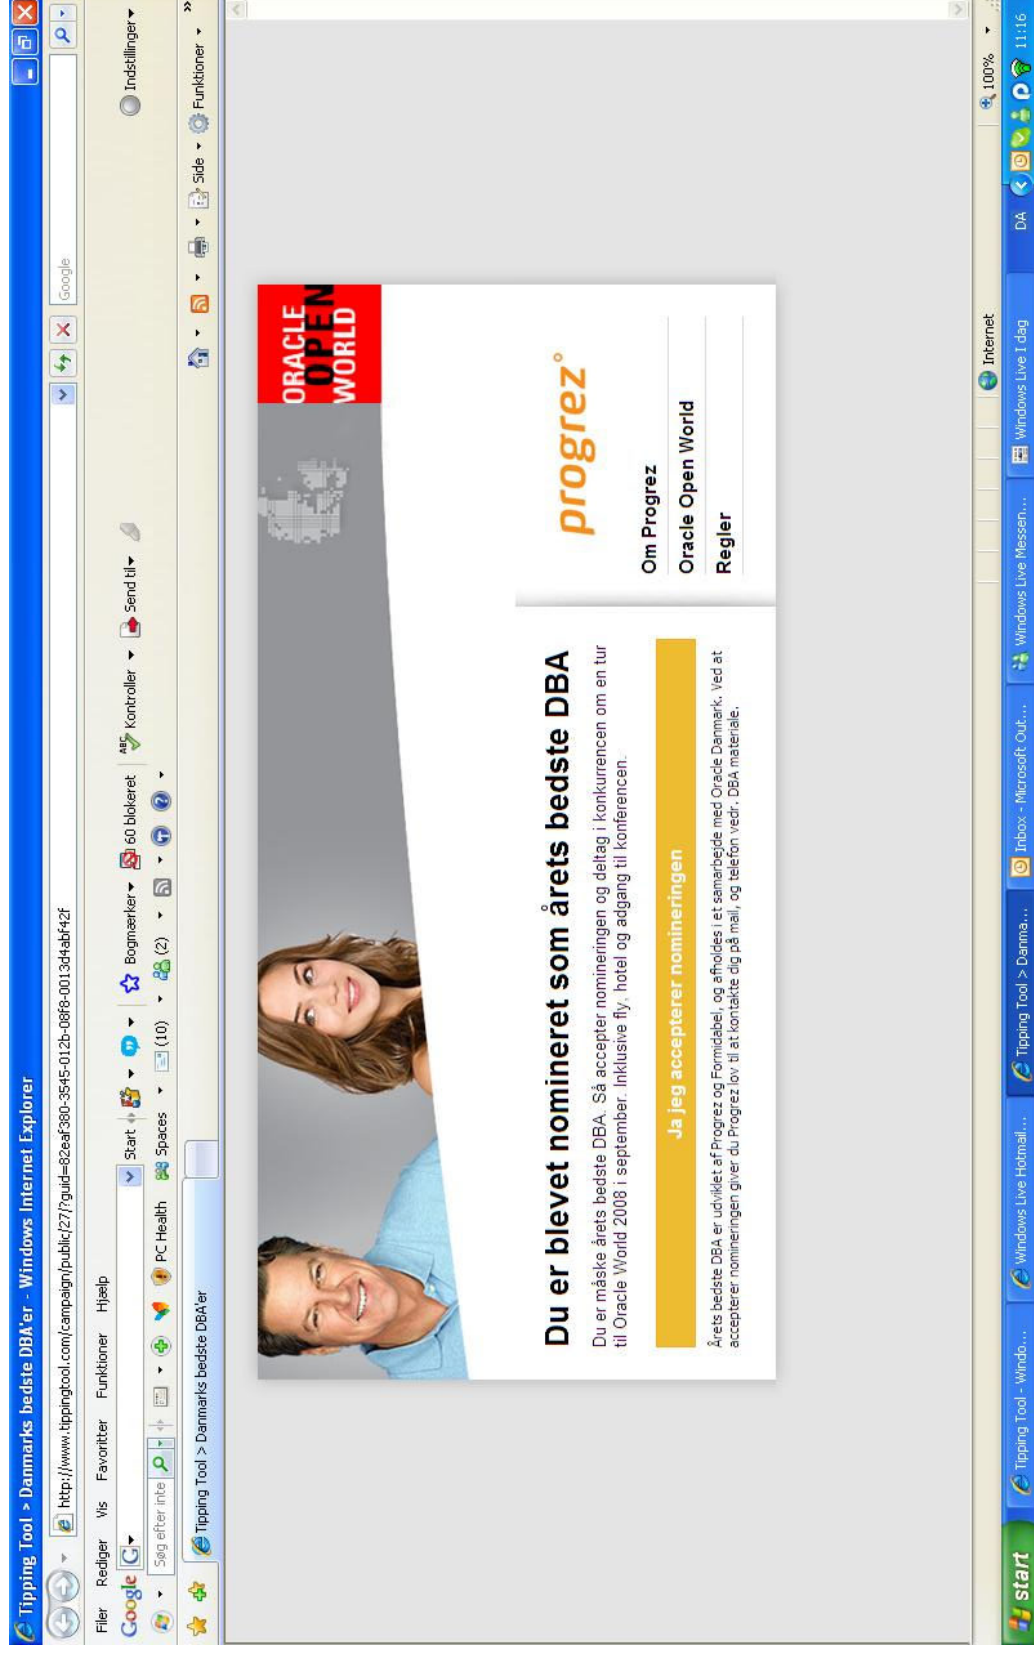 Tipping Tool > Danmarks bedste DBA'er - Windows Internet Explorer
http://www.tippingtool.com/campaign/public/27/?guid=82eaf380-3545-012b-08f8-0013d4abf42f
Google
Filer Rediger Vis Favoritter Funktioner Hjælp
Google G Start Bogmærker 60 blokeret ABC Kontroller Send til Indstillinger
Søg efter inte PC Health Spaces (10) (2)
Tipping Tool > Danmarks bedste DBA'er Side Funktioner
ORACLE
OPEN
WORLD
Du er blevet nomineret som årets bedste DBA
Du er måske årets bedste DBA. Så accepter nomineringen og deltag i konkurrencen om en tur
til Oracle World 2008 i september. Inklusive fly, hotel og adgang til konferencen.
Ja jeg accepterer nomineringen
Årets bedste DBA er udviklet af Progrez og Formidabel, og afholdes i et samarbejde med Oracle Danmark. Ved at
accepterer nomineringen giver du Progrez lov til at kontakte dig på mail, og telefon vedr. DBA materiale.
progrez°
Om Progrez
Oracle Open World
Regler
Internet 100%
start Tipping Tool - Windo... Windows Live Hotmail... Tipping Tool > Danma... Inbox - Microsoft Out... Windows Live Messen... Windows Live I dag DA 11:16